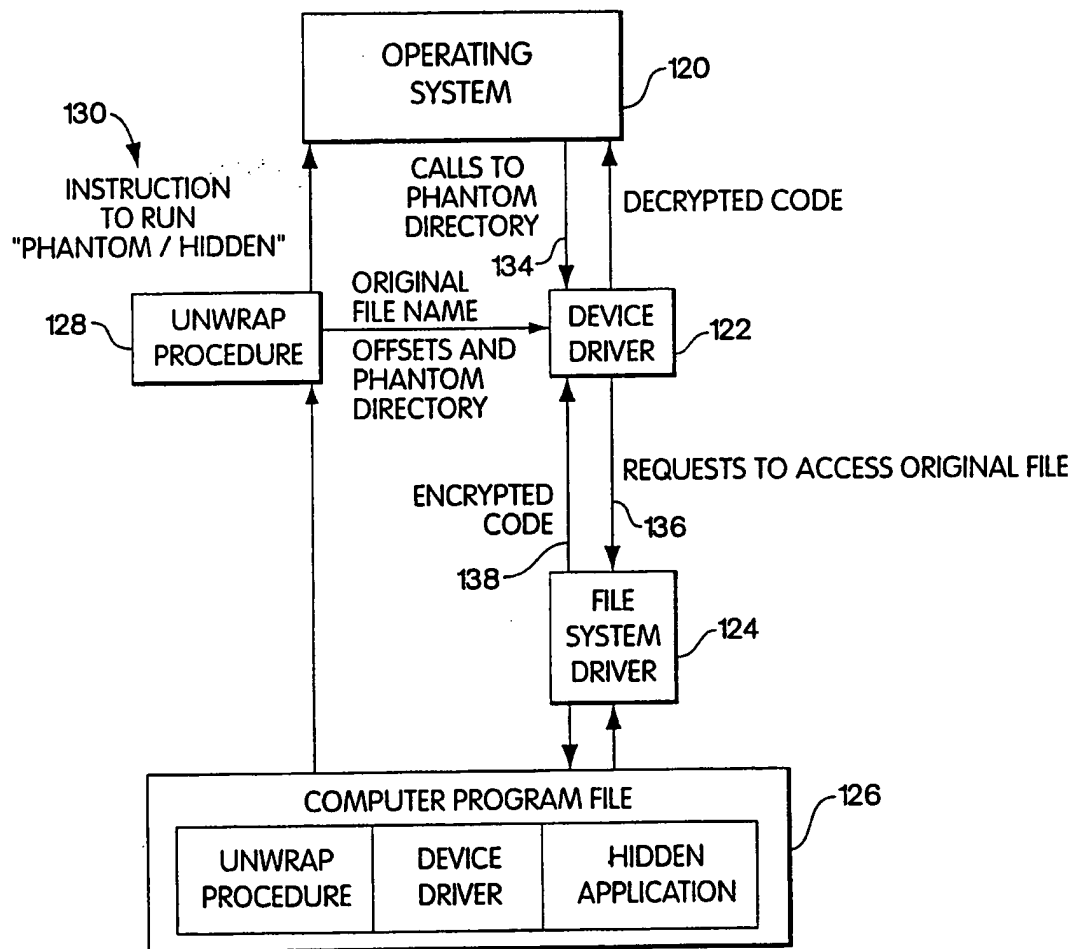 OPERATING
SYSTEM
120
130
INSTRUCTION
TO RUN
"PHANTOM / HIDDEN"
CALLS TO
PHANTOM
DIRECTORY
134
DECRYPTED CODE
128
UNWRAP
PROCEDURE
ORIGINAL
FILE NAME
OFFSETS AND
PHANTOM
DIRECTORY
DEVICE
DRIVER
122
ENCRYPTED
CODE
138
REQUESTS TO ACCESS ORIGINAL FILE
136
FILE
SYSTEM
DRIVER
124
COMPUTER PROGRAM FILE
126
UNWRAP
PROCEDURE
DEVICE
DRIVER
HIDDEN
APPLICATION